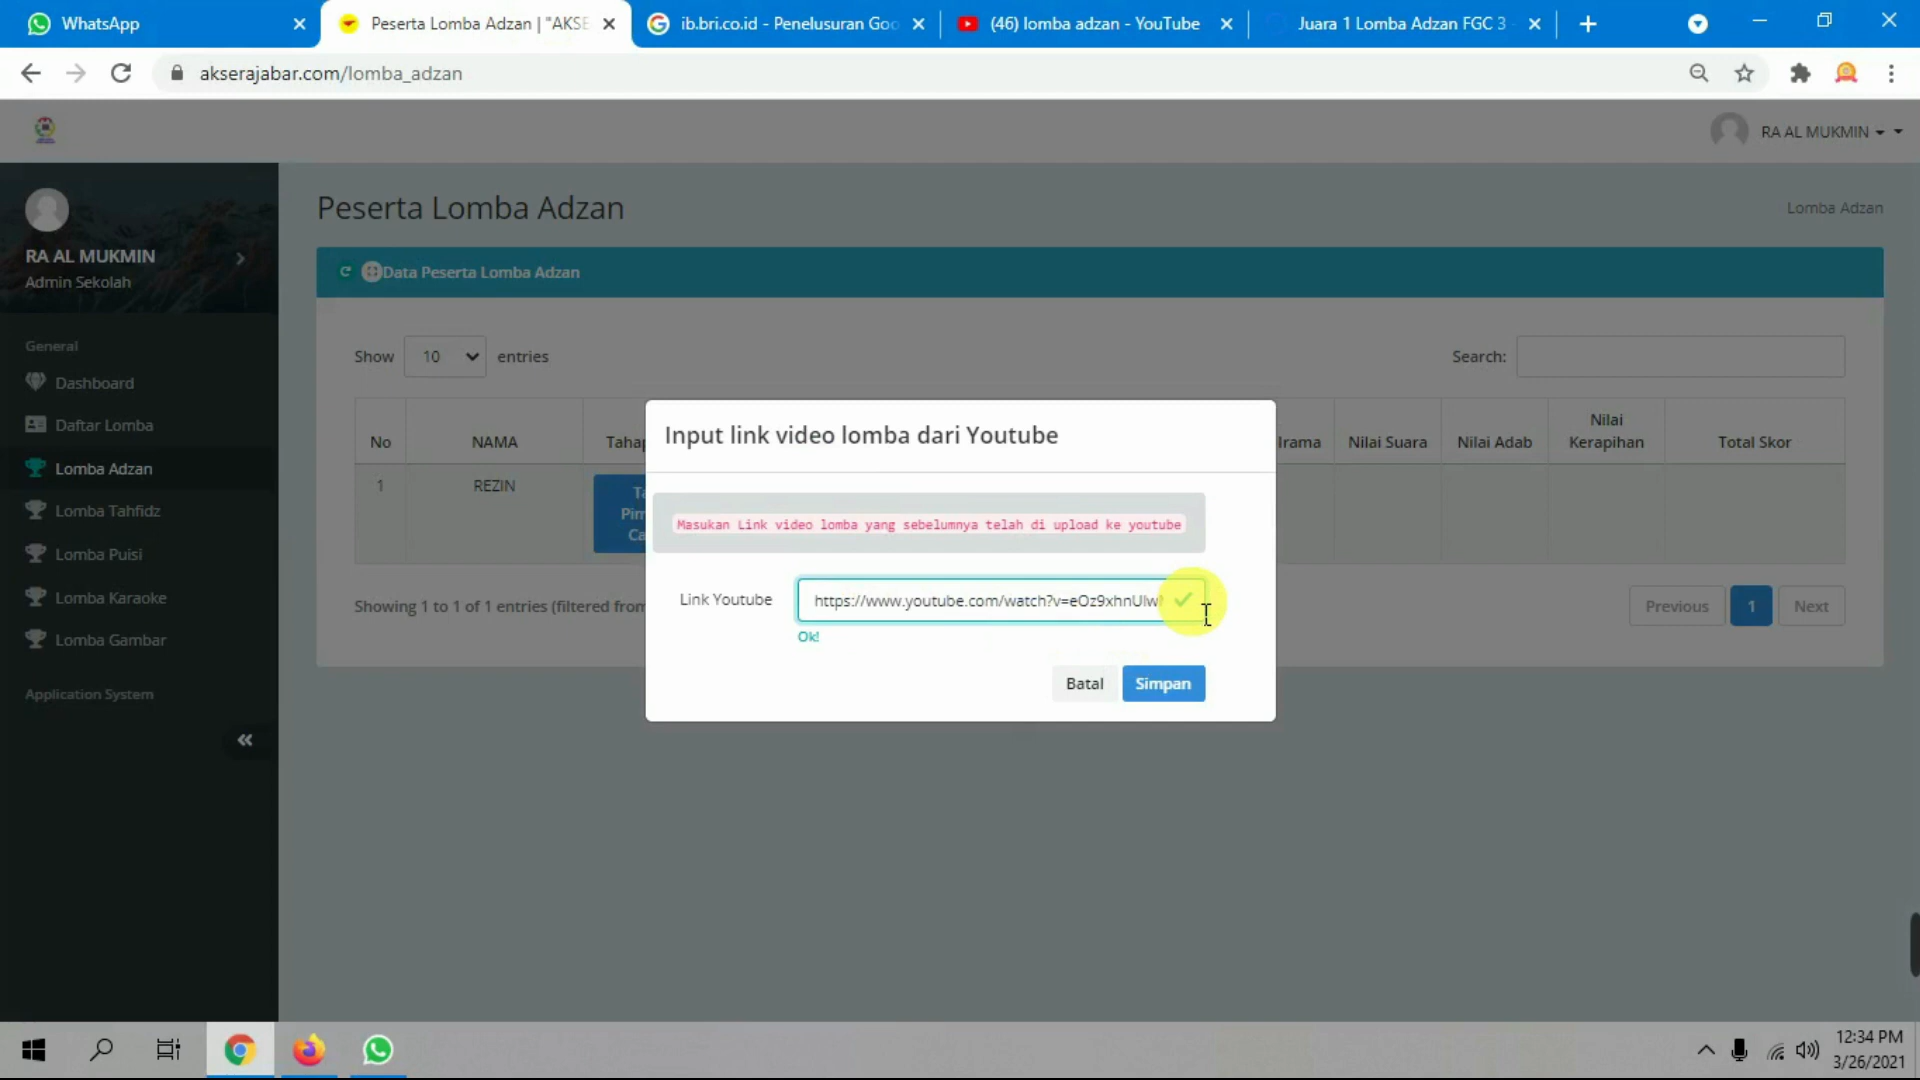 WhatsApp
Peserta Lomba Adzan | "AKSE
ib.bri.co.id - Penelusuran Goo
(46) lomba adzan - YouTube
Juara 1 Lomba Adzan FGC 3 -
akserajabar.com/lomba_adzan
RA AL MUKMIN
RA AL MUKMIN
Admin Sekolah
General
Dashboard
Daftar Lomba
Lomba Adzan
Lomba Tahfidz
Lomba Puisi
Lomba Karaoke
Lomba Gambar
Application System
Peserta Lomba Adzan
Lomba Adzan
Data Peserta Lomba Adzan
Show 10 entries
Search:
No NAMA Tahap Irama Nilai Suara Nilai Adab Nilai Kerapihan Total Skor
1 REZIN
Showing 1 to 1 of 1 entries (filtered from
Previous 1 Next
Input link video lomba dari Youtube
Masukan Link video lomba yang sebelumnya telah di upload ke youtube
Link Youtube https://www.youtube.com/watch?v=eOz9xhnUlw
Ok!
Batal Simpan
12:34 PM
3/26/2021